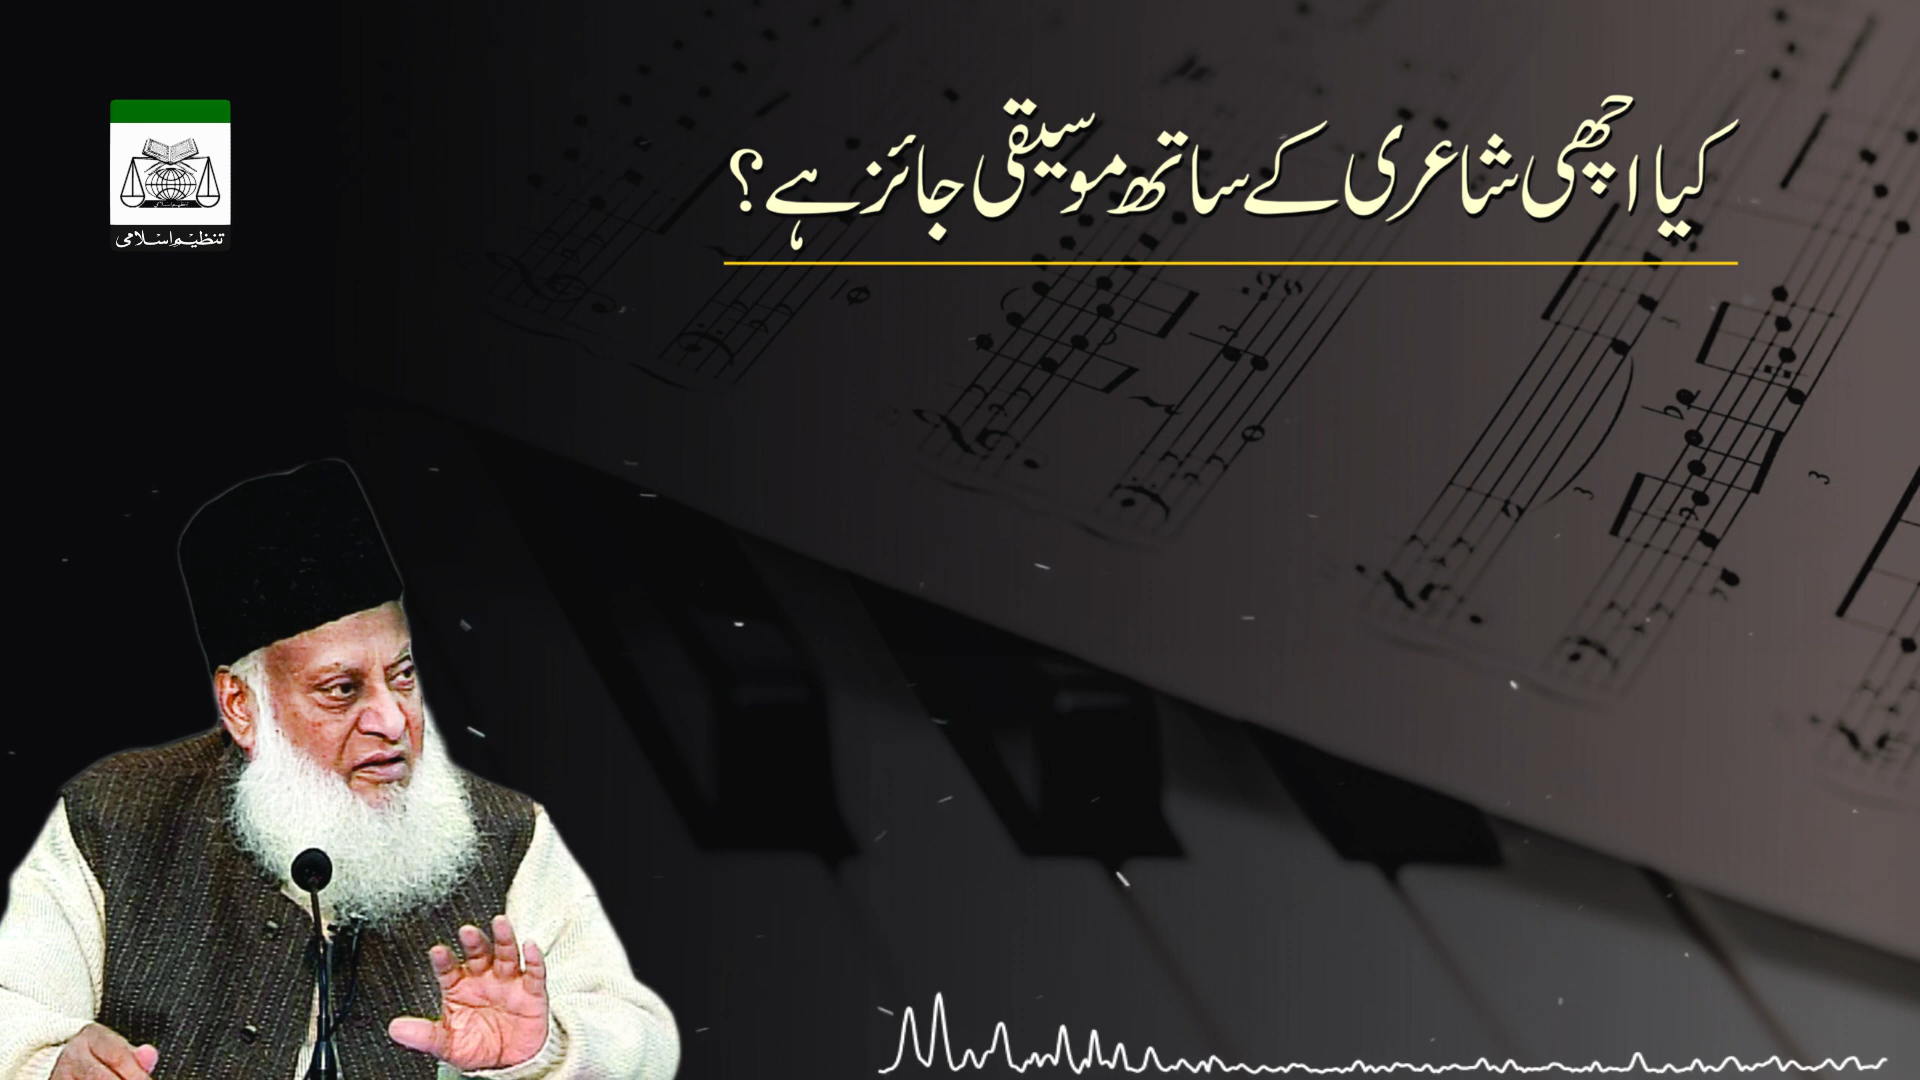 کیا اچھی شاعری کے ساتھ موسیقی جائز ہے؟
تنظیم اسلامی